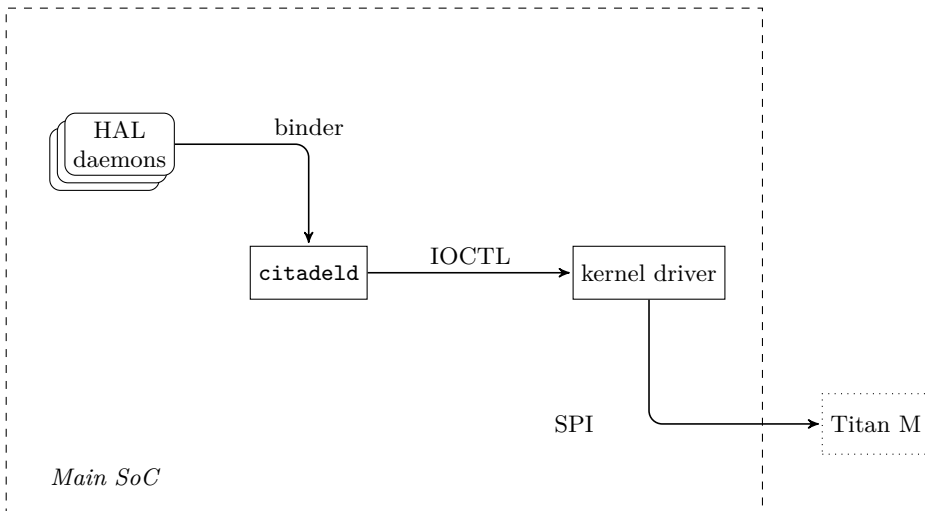 binder
HAL
daemons
citadeld
IOCTL
kernel driver
SPI
Titan M
Main SoC